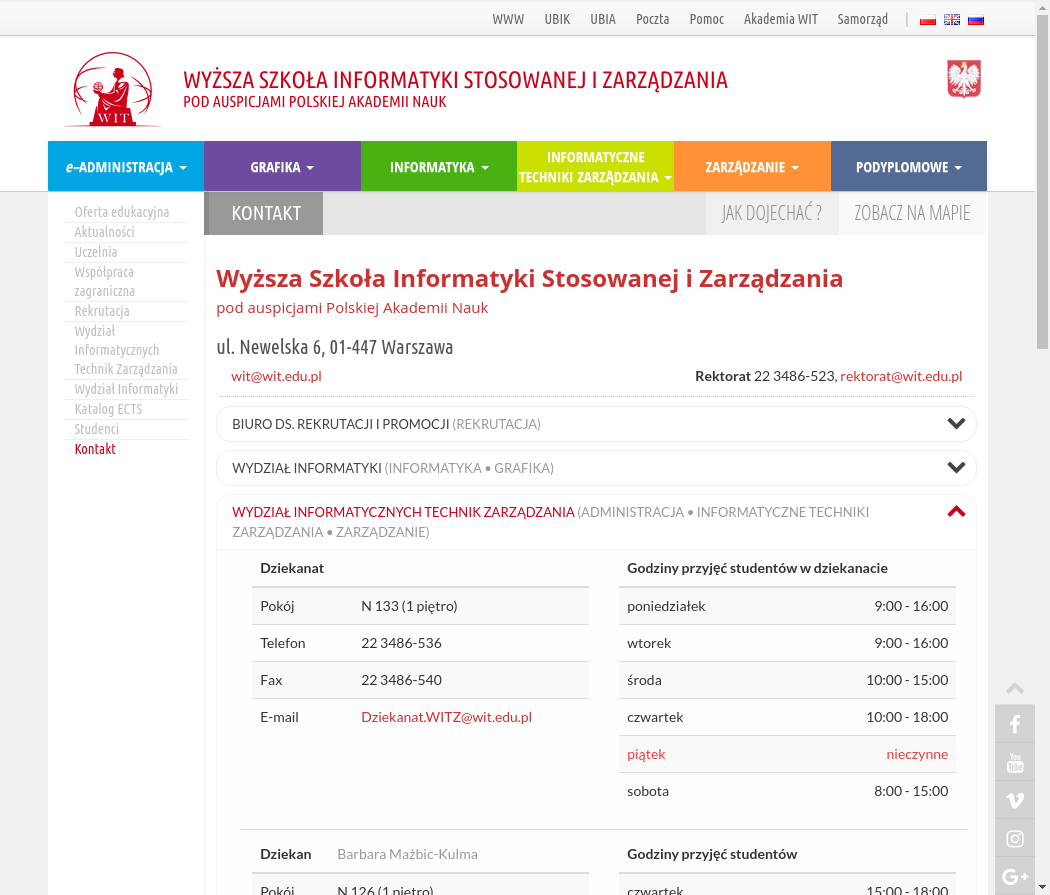 WWW UBIK UBIA Poczta Pomoc Akademia WIT Samorząd
WYŻSZA SZKOŁA INFORMATYKI STOSOWANEJ I ZARZĄDZANIA
POD AUSPICJAMI POLSKIEJ AKADEMII NAUK
WIT
e-ADMINISTRACJA GRAFIKA INFORMATYKA INFORMATYCZNE TECHNIKI ZARZĄDZANIA ZARZĄDZANIE PODYPLOMOWE
KONTAKT JAK DOJECHAĆ ? ZOBACZ NA MAPIE
Oferta edukacyjna
Aktualności
Uczelnia
Współpraca
zagraniczna
Rekrutacja
Wydział
Informatycznych
Technik Zarządzania
Wydział Informatyki
Katalog ECTS
Studenci
Kontakt
Wyższa Szkoła Informatyki Stosowanej i Zarządzania
pod auspicjami Polskiej Akademii Nauk
ul. Newelska 6, 01-447 Warszawa
wit@wit.edu.pl Rektorat 22 3486-523, rektorat@wit.edu.pl
BIURO DS. REKRUTACJI I PROMOCJI (REKRUTACJA)
WYDZIAŁ INFORMATYKI (INFORMATYKA • GRAFIKA)
WYDZIAŁ INFORMATYCZNYCH TECHNIK ZARZĄDZANIA (ADMINISTRACJA • INFORMATYCZNE TECHNIKI
ZARZĄDZANIA • ZARZĄDZANIE)
Dziekanat
Pokój N 133 (1 piętro)
Telefon 22 3486-536
Fax 22 3486-540
E-mail Dziekanat.WITZ@wit.edu.pl
Godziny przyjęć studentów w dziekanacie
poniedziałek 9:00 - 16:00
wtorek 9:00 - 16:00
środa 10:00 - 15:00
czwartek 10:00 - 18:00
piątek nieczynne
sobota 8:00 - 15:00
Dziekan Barbara Mażbic-Kulma
Pokój N 126 (1 piętro)
Godziny przyjęć studentów
czwartek 15:00 - 18:00
You
Tube
G+